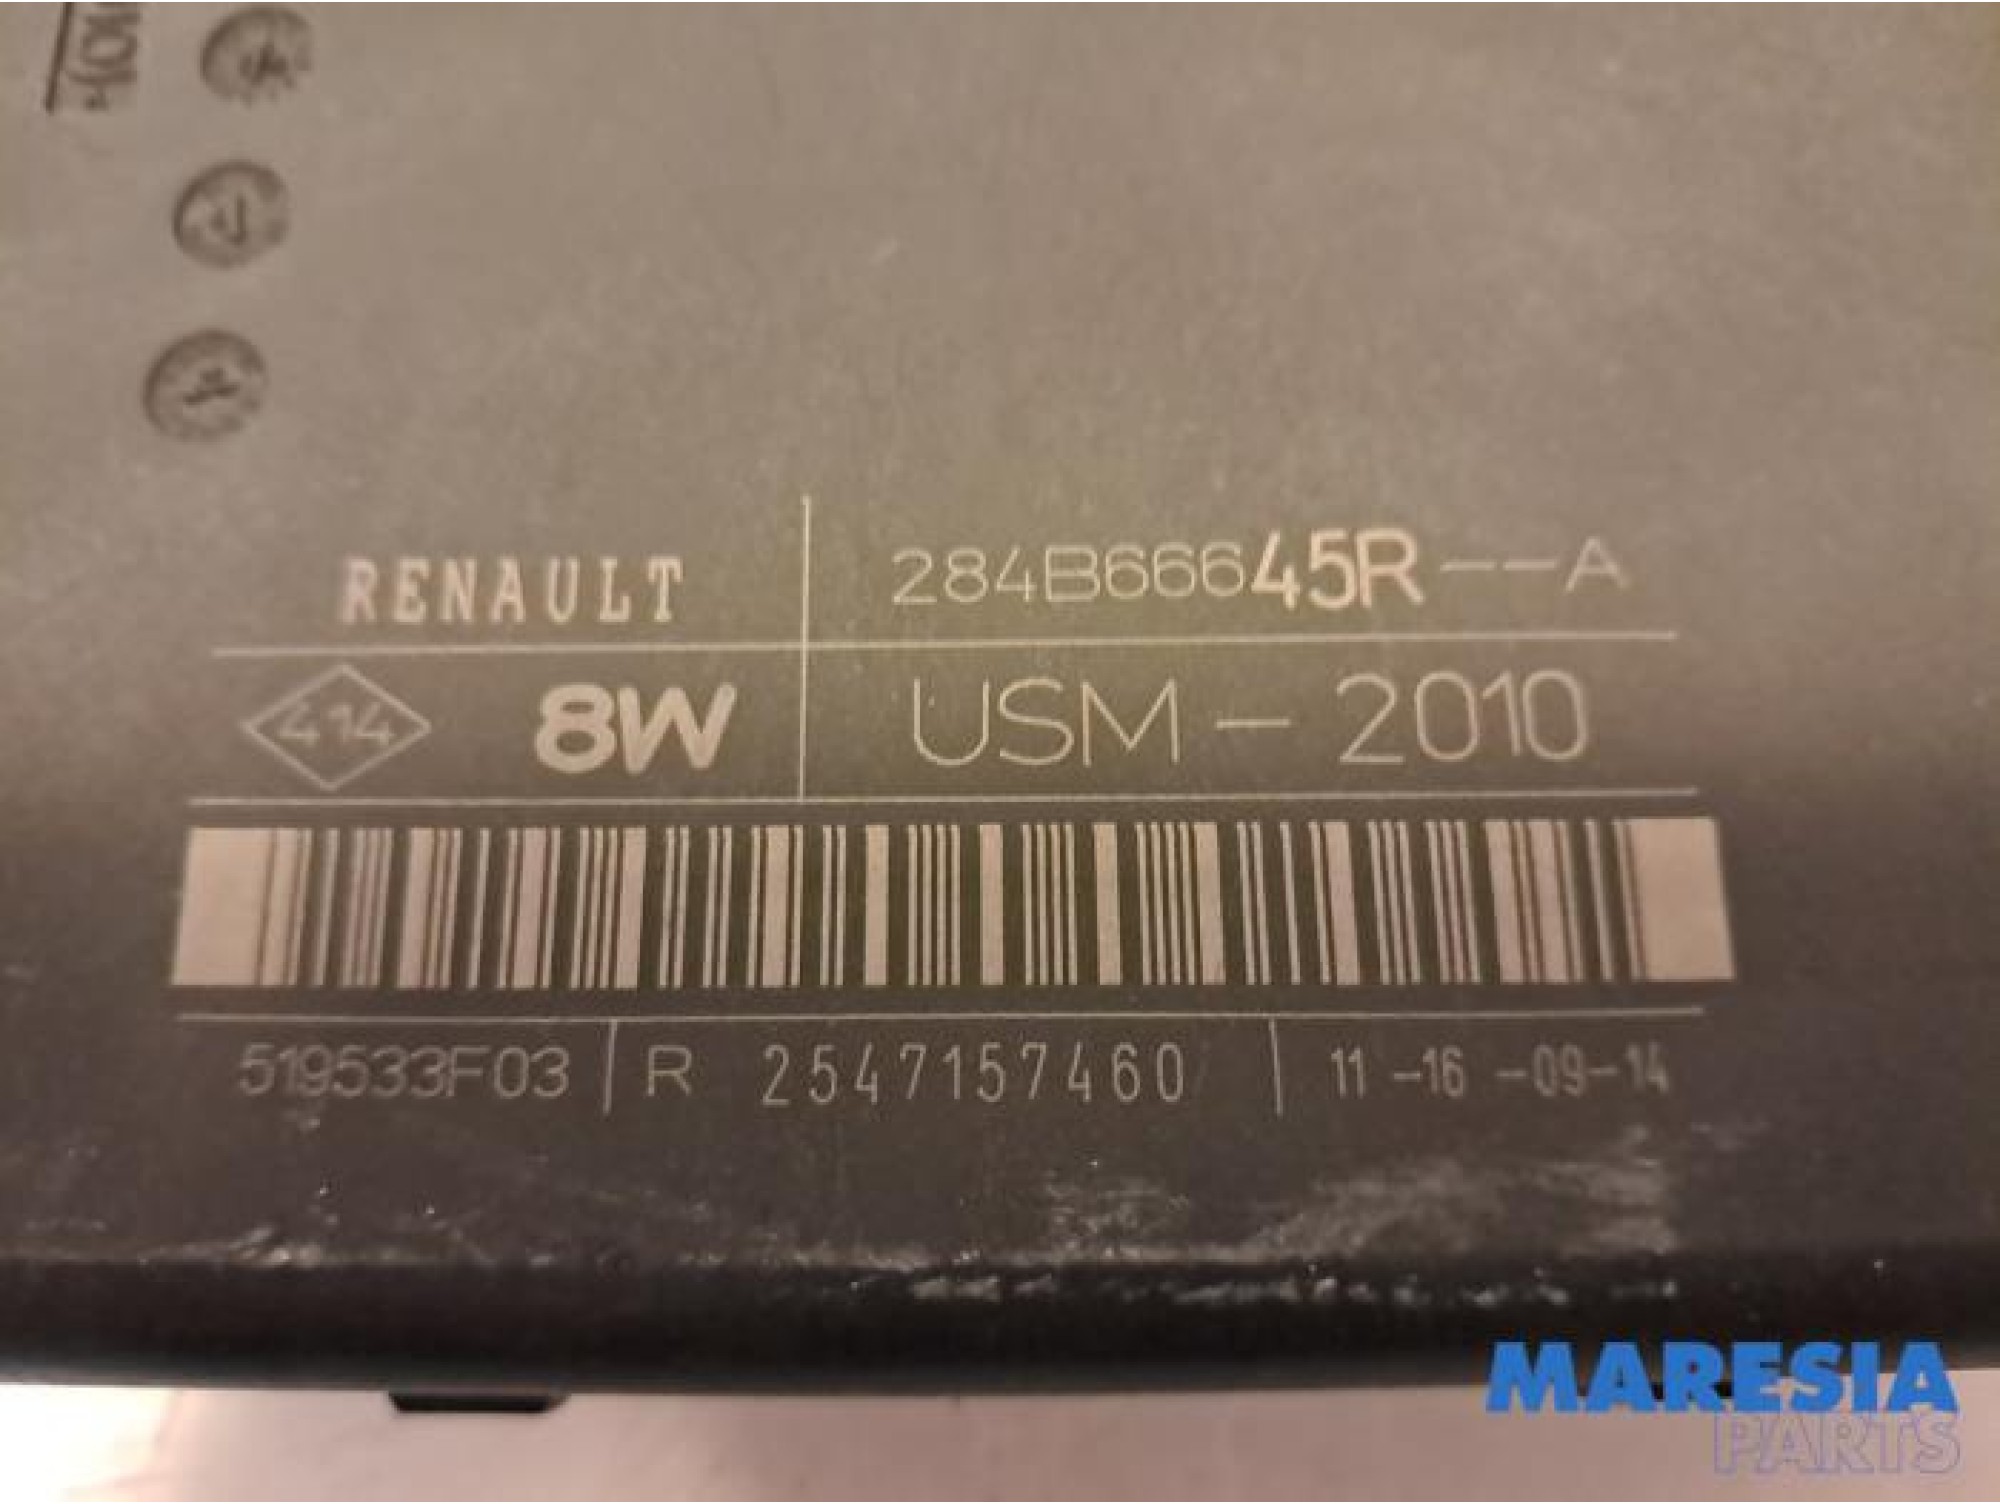 RENAULT 284B66645R--A
414 8W USM-2010
519533F03 R 2547157460 11-16-09-14
MARESIA
PARTS